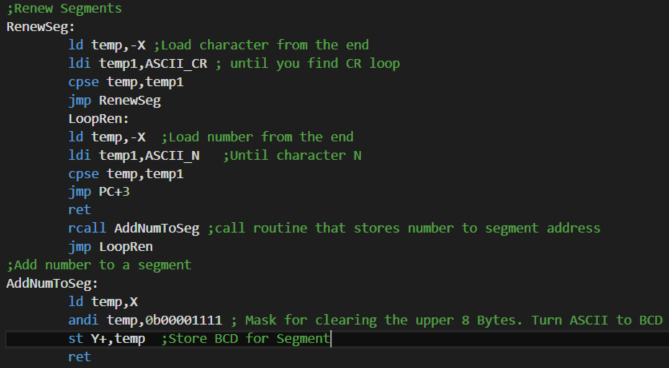 ;Renew Segments
RenewSeg:
ld temp,-X ;Load character from the end
ldi temp1,ASCII_CR ; until you find CR loop
cpse temp,temp1
jmp RenewSeg
LoopRen:
ld temp,-X ;Load number from the end
ldi temp1,ASCII_N ;Until character N
cpse temp,temp1
jmp PC+3
ret
rcall AddNumToSeg ;call routine that stores number to segment address
jmp LoopRen
;Add number to a segment
AddNumToSeg:
ld temp,X
andi temp,0b00001111 ; Mask for clearing the upper 8 Bytes. Turn ASCII to BCD
st Y+,temp ;Store BCD for Segment
ret